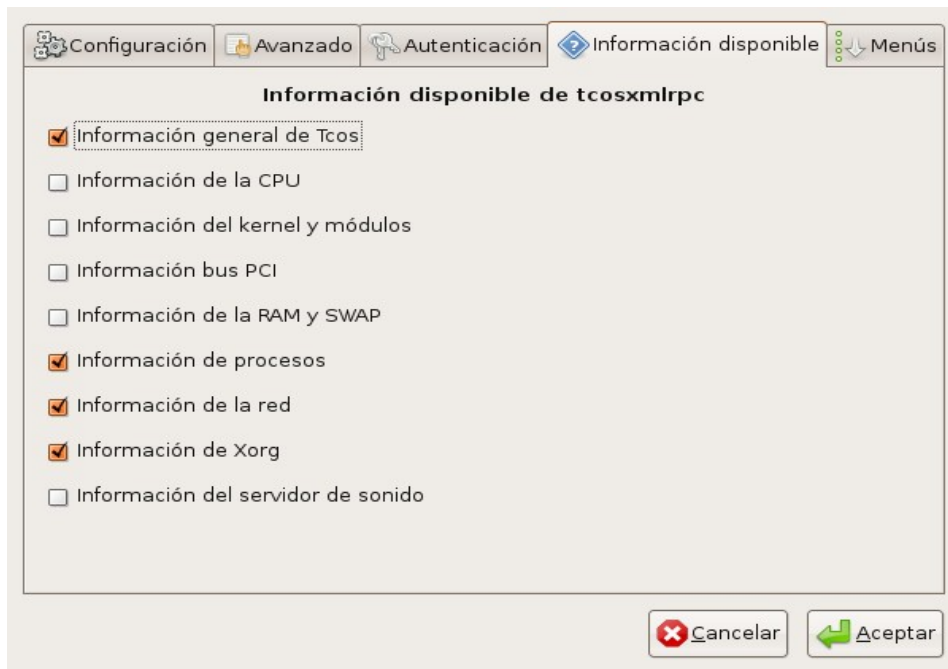 Configuración Avanzado Autenticación Información disponible Menús
Información disponible de tcosxmlrpc
Información general de Tcos
Información de la CPU
Información del kernel y módulos
Información bus PCI
Información de la RAM y SWAP
Información de procesos
Información de la red
Información de Xorg
Información del servidor de sonido
Cancelar Aceptar